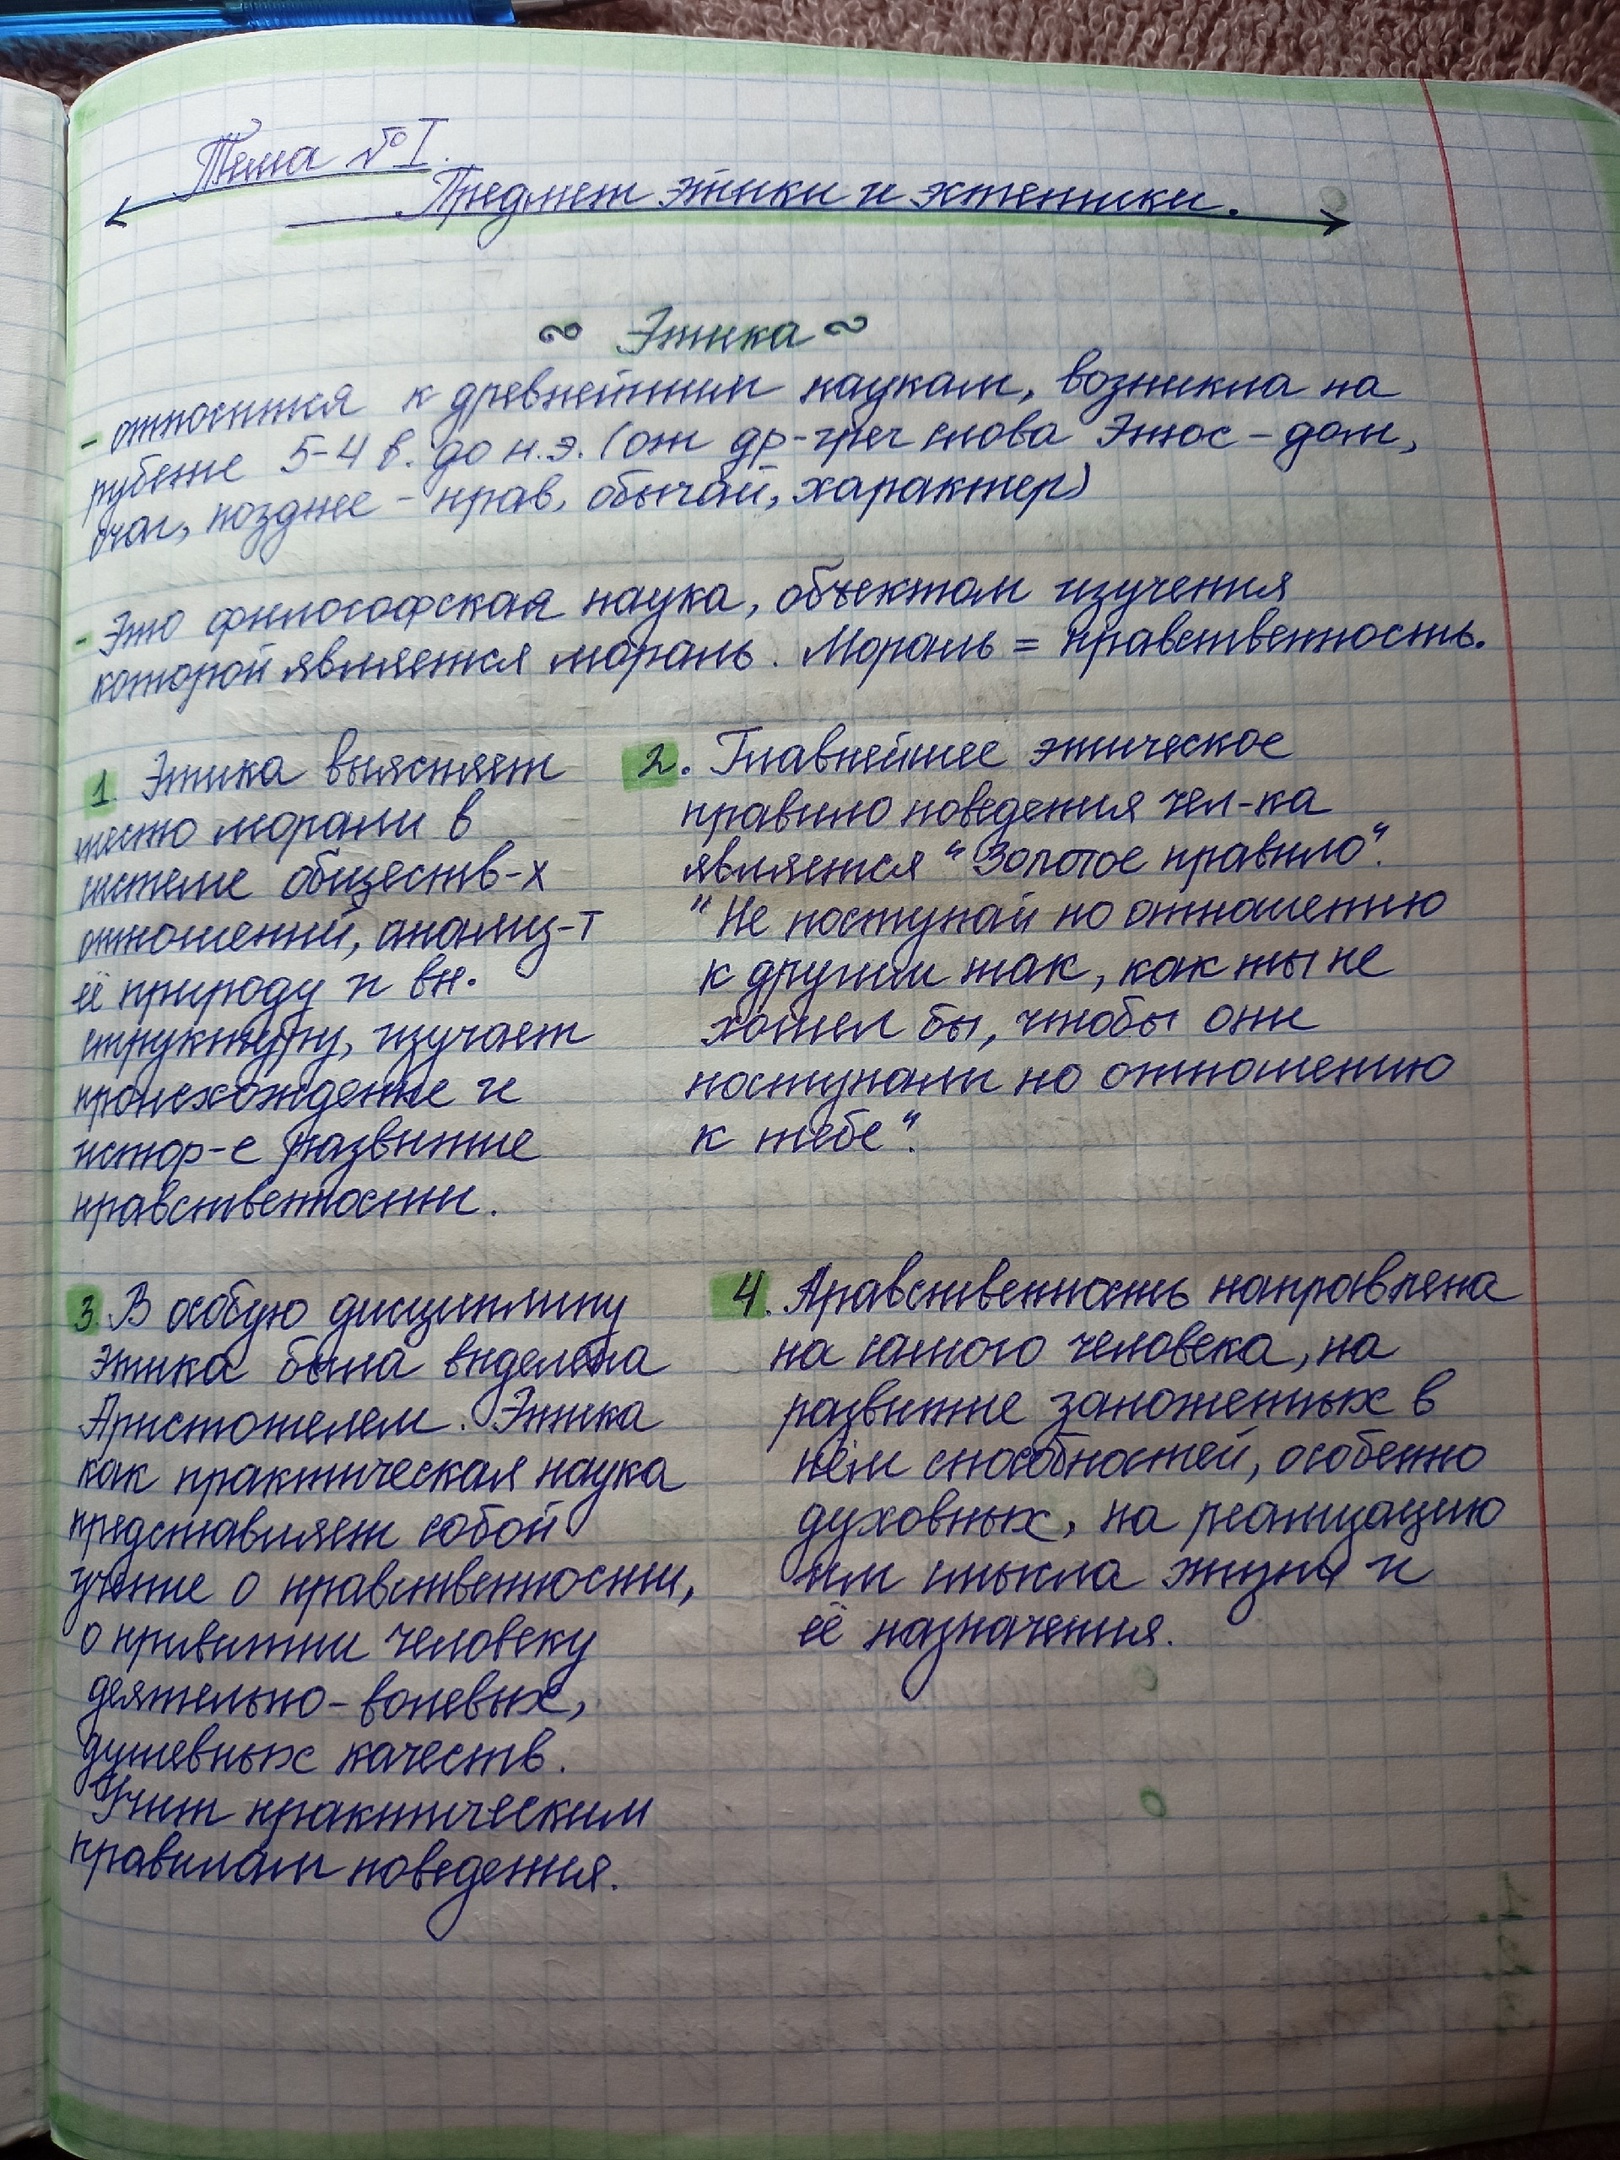 Тема №I.
Предмет этики и эстетики.
Этика
- относится к древнейшим наукам, возникла на
рубеже 5-4 в. до н.э. (от др-греч слова Этос - дом,
очаг, позднее - нрав, обычай, характер)
- Это философская наука, объектом изучения
которой является мораль. Мораль = нравственность.
1. Этика выясняет
место морали в
системе обществ-х
отношений, анализ-т
её природу и вн.
структуру, изучает
происхождение и
истор-е развитие
нравственности.
2. Главнейшее этическое
правило поведения чел-ка
является "Золотое правило".
"Не поступай по отношению
к другим так, как ты не
хотел бы, чтобы они
поступали по отношению
к тебе".
3. В особую дисциплину
этика была выделена
Аристотелем. Этика
как практическая наука
представляет собой
учение о нравственности,
о привитии человеку
деятельно-волевых,
душевных качеств.
Учит практическим
правилам поведения.
4. Нравственность направлена
на самого человека, на
развитие заложенных в
нём способностей, особенно
духовных, на реализацию
им смысла жизни и
её назначения.